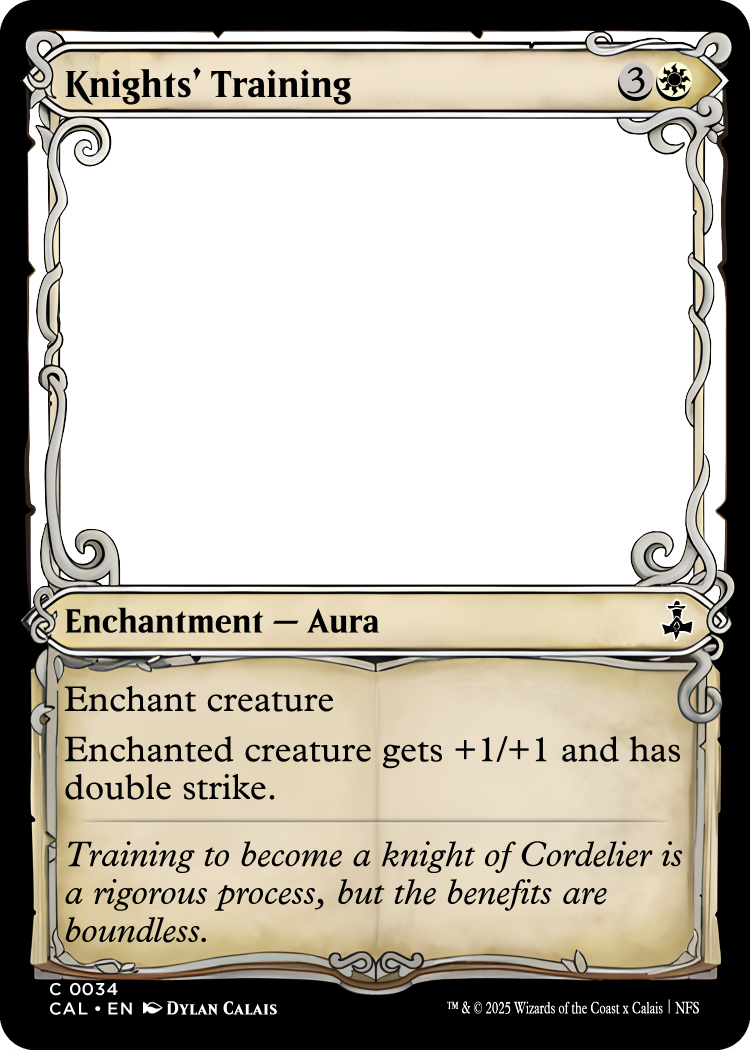 Knights’ Training 3
Enchantment — Aura
Enchant creature
Enchanted creature gets +1/+1 and has
double strike.
Training to become a knight of Cordelier is
a rigorous process, but the benefits are
boundless.
C 0034
CAL • EN DYLAN CALAIS ™ & © 2025 Wizards of the Coast x Calais | NFS